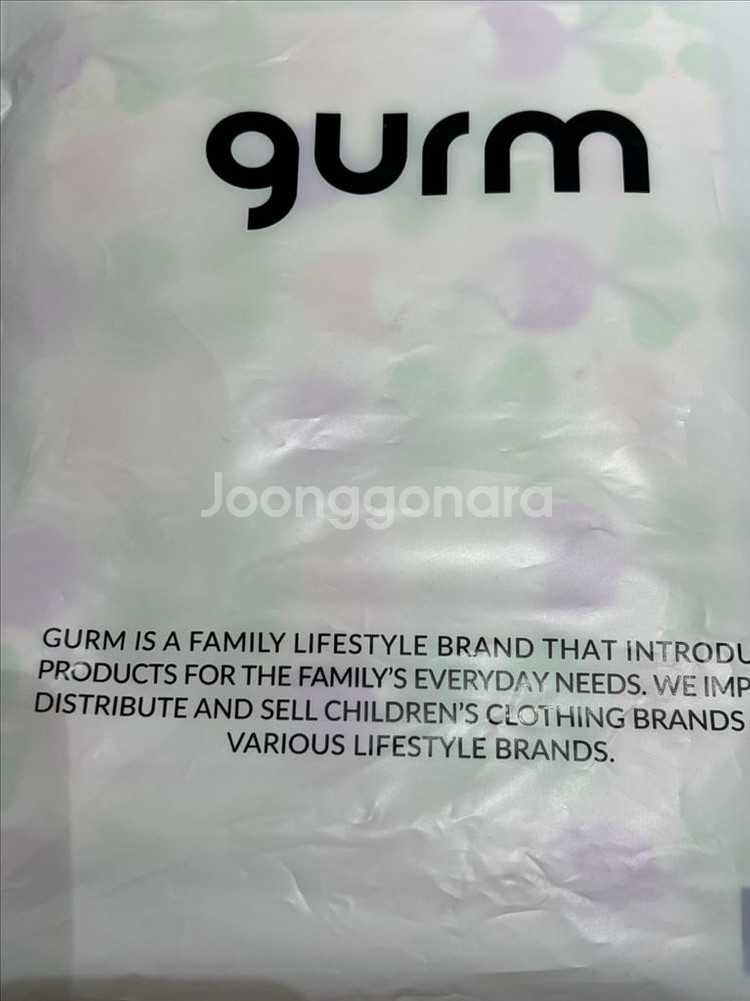 gurm
Joonggonara
GURM IS A FAMILY LIFESTYLE BRAND THAT INTRODU
PRODUCTS FOR THE FAMILY'S EVERYDAY NEEDS. WE IMP
DISTRIBUTE AND SELL CHILDREN'S CLOTHING BRANDS
VARIOUS LIFESTYLE BRANDS.